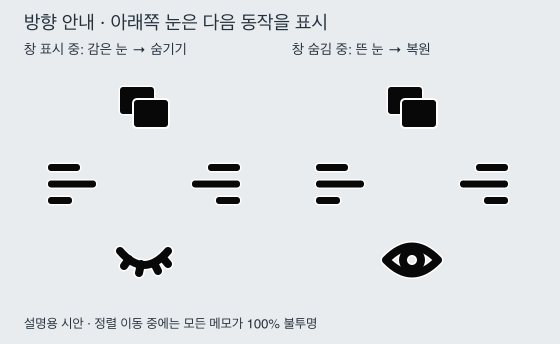 방향 안내 · 아래쪽 눈은 다음 동작을 표시
창 표시 중: 감은 눈 → 숨기기
창 숨김 중: 뜬 눈 → 복원
설명용 시안 · 정렬 이동 중에는 모든 메모가 100% 불투명